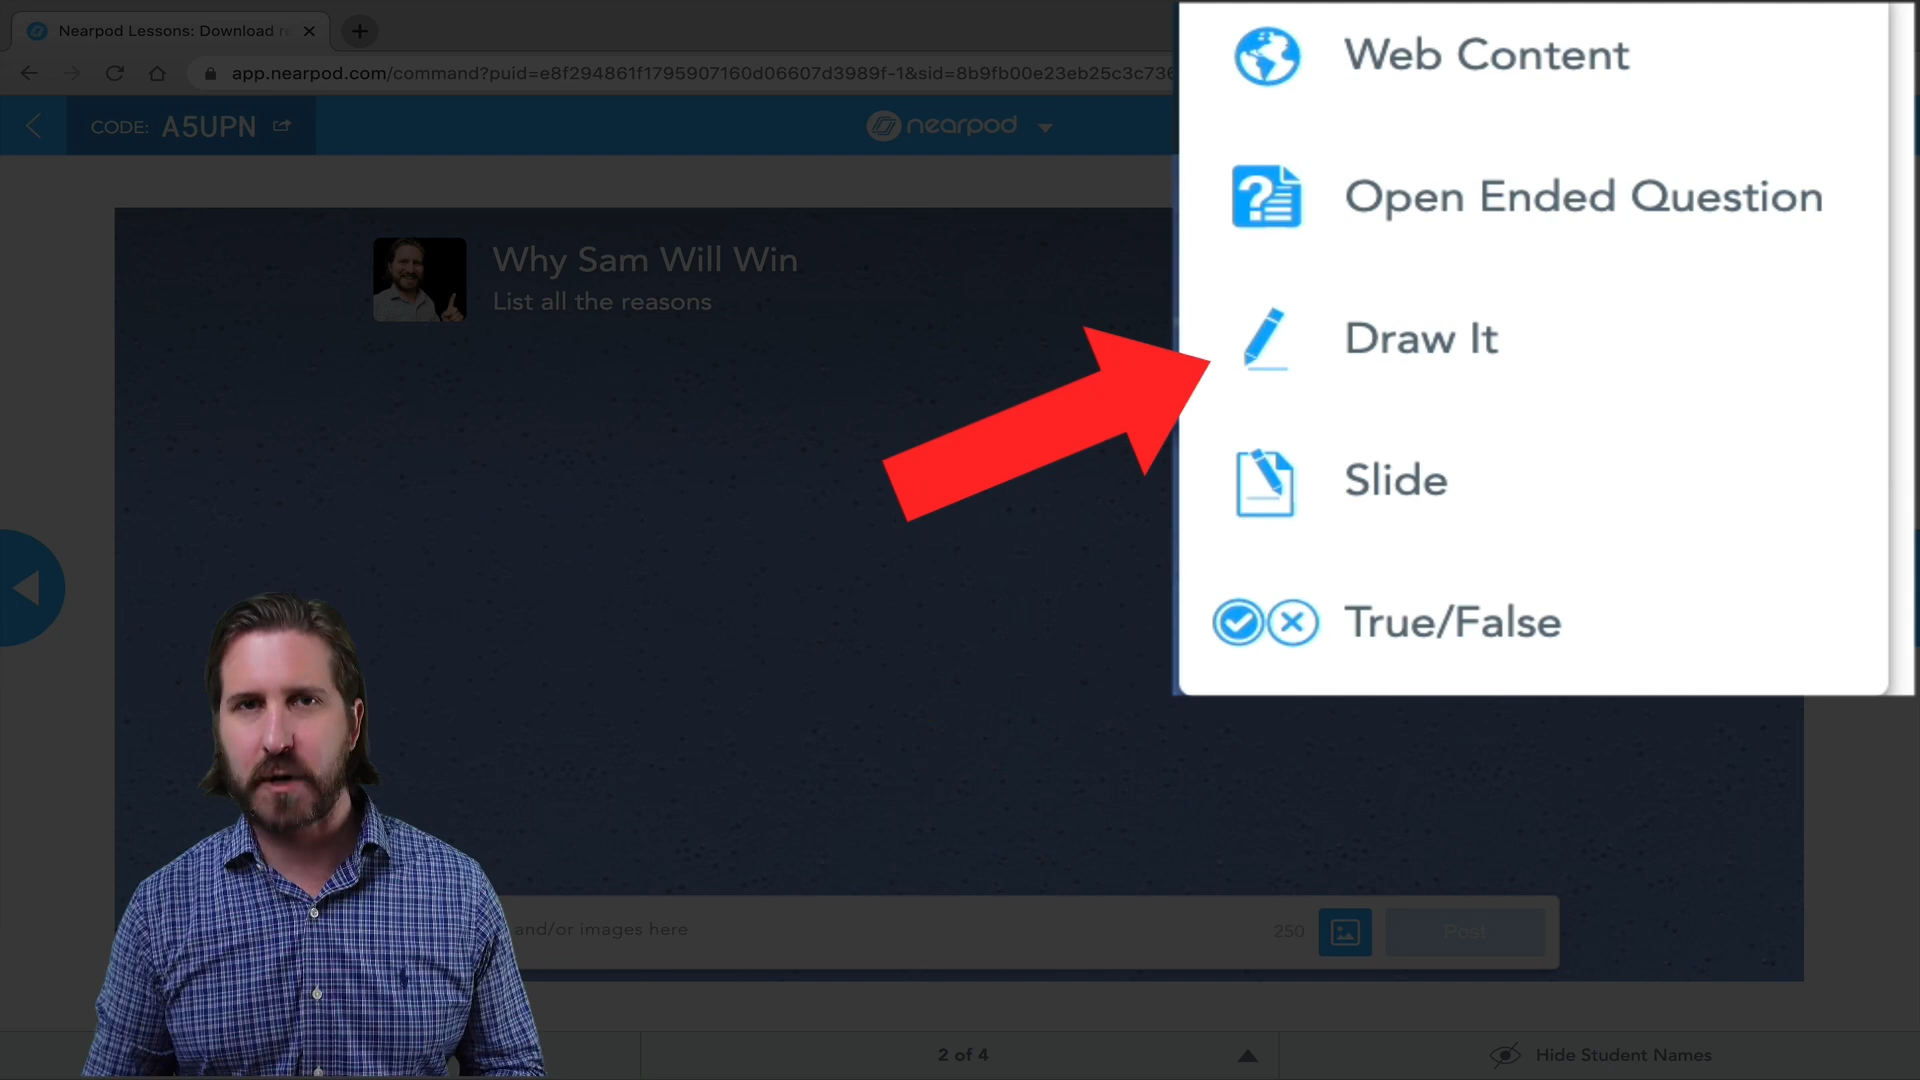 Nearpod Lessons: Download re
app.nearpod.com/command?puid=e8f294861f1795907160d06607d3989f-1&sid=8b9fb00e23eb25c3c736
CODE: A5UPN
nearpod
Why Sam Will Win
List all the reasons
Web Content
Open Ended Question
Draw It
Slide
True/False
and/or images here
250
Post
2 of 4
Hide Student Names